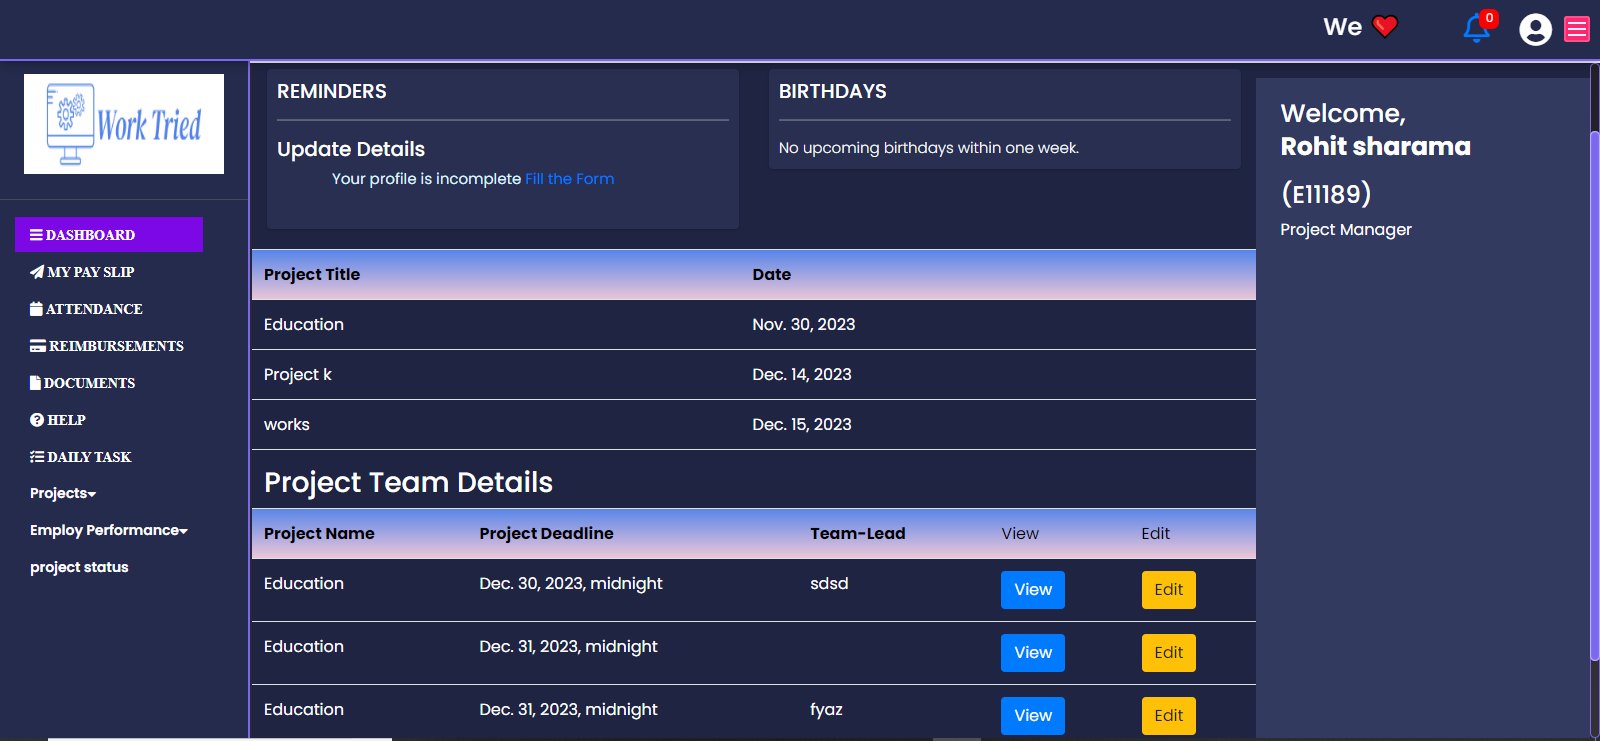 We
0
Work Tried
DASHBOARD
MY PAY SLIP
ATTENDANCE
REIMBURSEMENTS
DOCUMENTS
HELP
DAILY TASK
Projects
Employ Performance
project status
REMINDERS
Update Details
Your profile is incomplete Fill the Form
BIRTHDAYS
No upcoming birthdays within one week.
Project Title Date
Education Nov. 30, 2023
Project k Dec. 14, 2023
works Dec. 15, 2023
Project Team Details
Project Name Project Deadline Team-Lead View Edit
Education Dec. 30, 2023, midnight sdsd View Edit
Education Dec. 31, 2023, midnight View Edit
Education Dec. 31, 2023, midnight fyaz View Edit
Welcome,
Rohit sharama
(E11189)
Project Manager